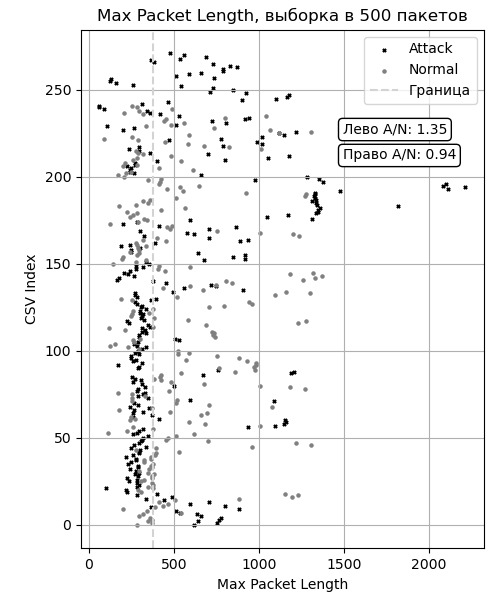 Max Packet Length, выборка в 500 пакетов
Attack
Normal
Граница
Лево A/N: 1.35
Право A/N: 0.94
250
200
150
100
50
0
CSV Index
0 500 1000 1500 2000
Max Packet Length